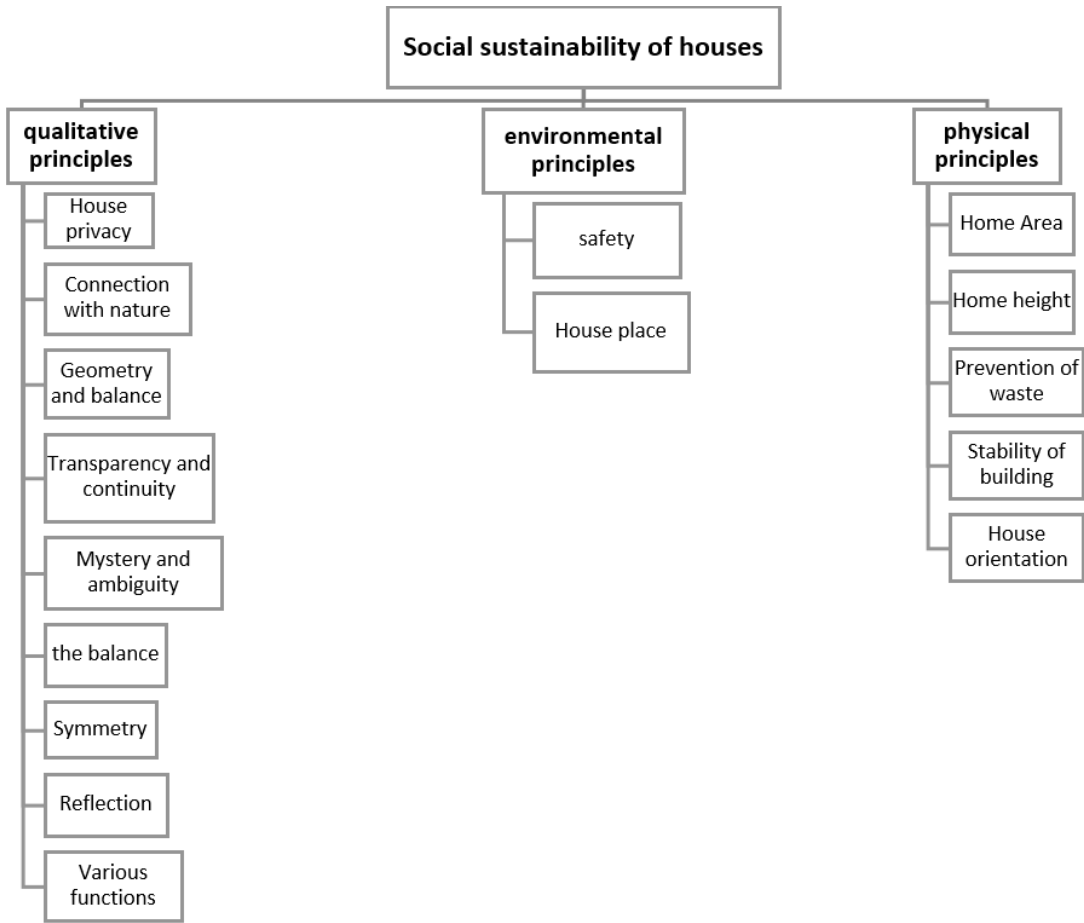 Social sustainability of houses
qualitative
principles
House
privacy
Connection
with nature
Geometry
and balance
Transparency and
continuity
Mystery and
ambiguity
the balance
Symmetry
Reflection
Various
functions
environmental
principles
safety
House place
physical
principles
Home Area
Home height
Prevention of
waste
Stability of
building
House
orientation